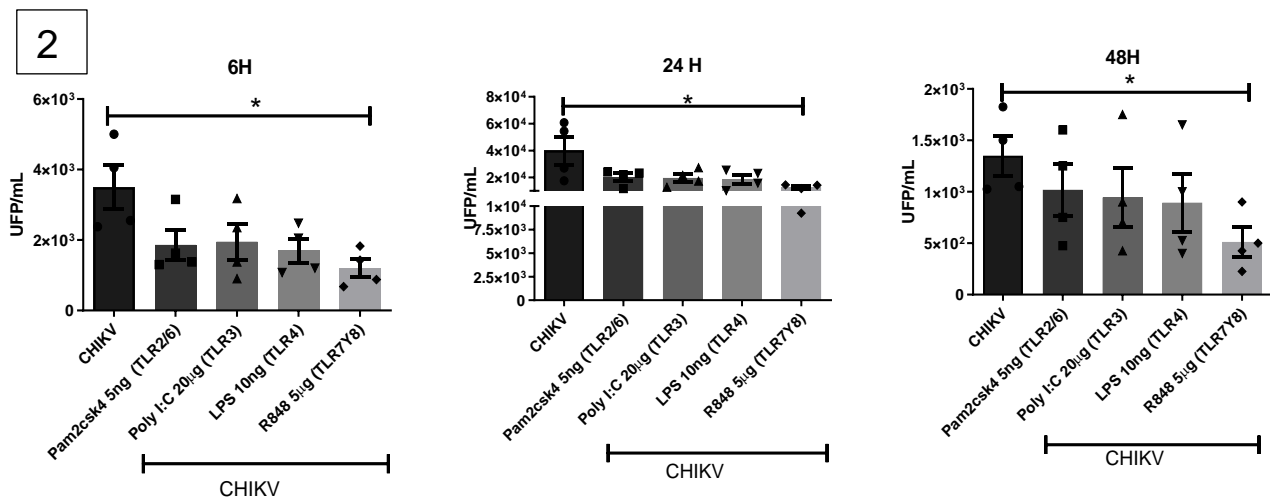 2
6H
6×10³
4×10³
2×10³
0
UFP/mL
*
CHIKV
Pam2csk4 5ng (TLR2/6)
Poly I:C 20µg (TLR3)
LPS 10ng (TLR4)
R848 5µg (TLR7Y8)
CHIKV
24 H
8×10⁴
6×10⁴
4×10⁴
2×10⁴
1×10⁴
7.5×10³
5.0×10³
2.5×10³
0
UFP/mL
*
CHIKV
Pam2csk4 5ng (TLR2/6)
Poly I:C 20µg (TLR3)
LPS 10ng (TLR4)
R848 5µg (TLR7Y8)
CHIKV
48H
2×10³
1.5×10³
1×10³
5×10²
0
UFP/mL
*
CHIKV
Pam2csk4 5ng (TLR2/6)
Poly I:C 20µg (TLR3)
LPS 10ng (TLR4)
R848 5µg (TLR7Y8)
CHIKV